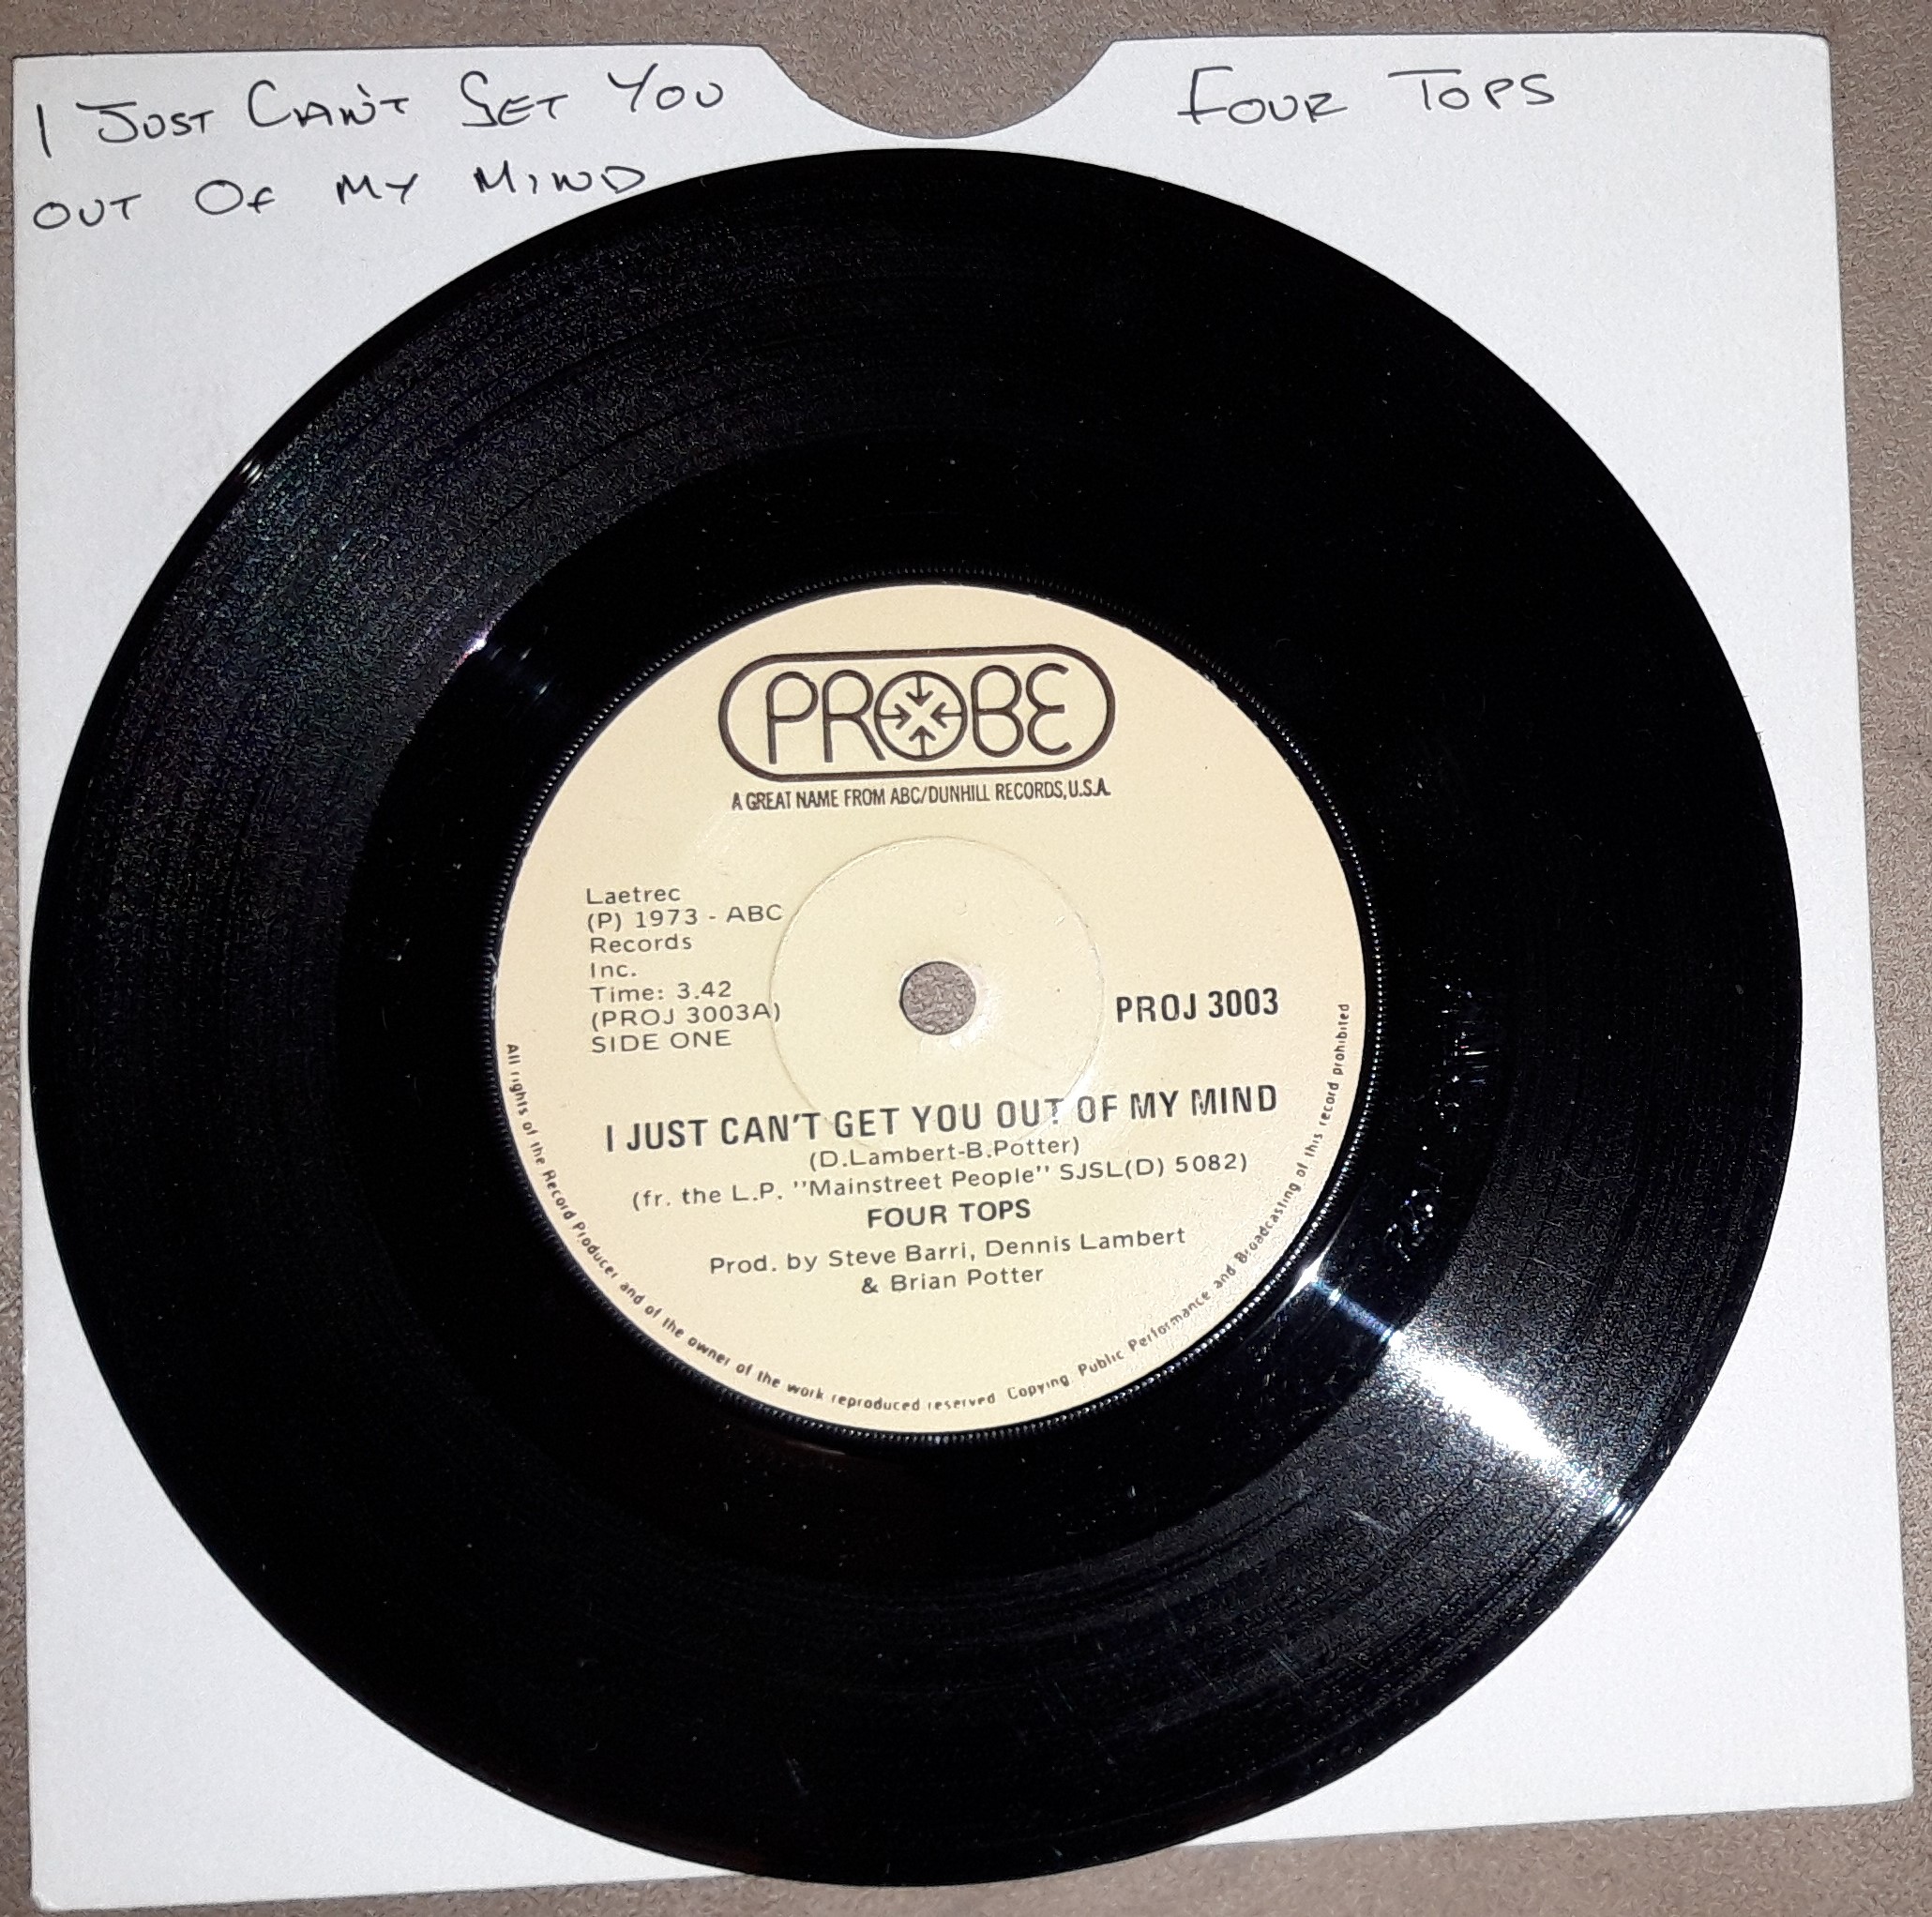 I JUST CAN'T GET YOU
OUT OF MY MIND
FOUR TOPS
PROBE
A GREAT NAME FROM ABC/DUNHILL RECORDS, U.S.A.
Laetrec
(P) 1973 - ABC
Records
Inc.
Time: 3.42
(PROJ 3003A)
SIDE ONE
PROJ 3003
I JUST CAN'T GET YOU OUT OF MY MIND
(D.Lambert-B.Potter)
(fr. the L.P. "Mainstreet People" SJSL(D) 5082)
FOUR TOPS
Prod. by Steve Barri, Dennis Lambert
& Brian Potter
All rights of the Record Producer and of the owner of the work reproduced reserved Copying Public Performance and Broadcasting of this record prohibited